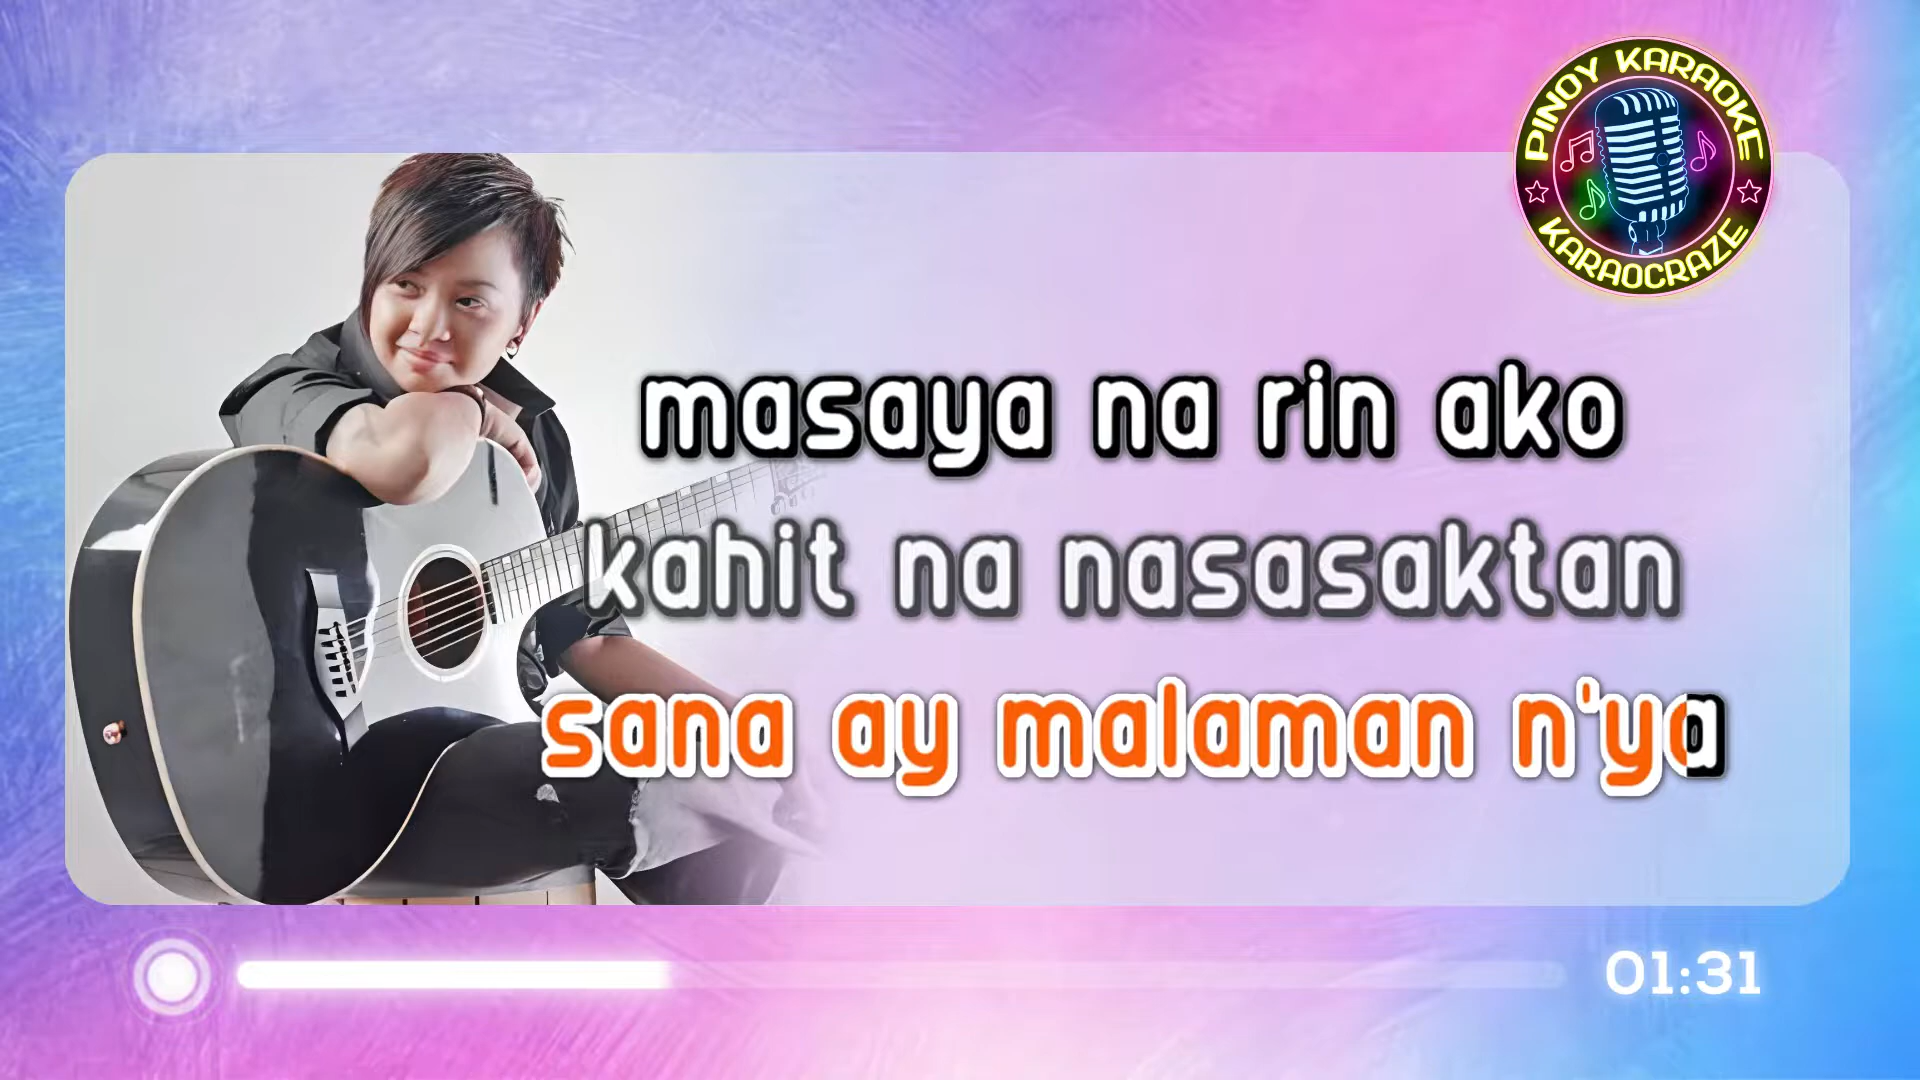 PINOY KARAOKE
KARAOCRAZE
masaya na rin ako
kahit na nasasaktan
sana ay malaman n'ya
01:31